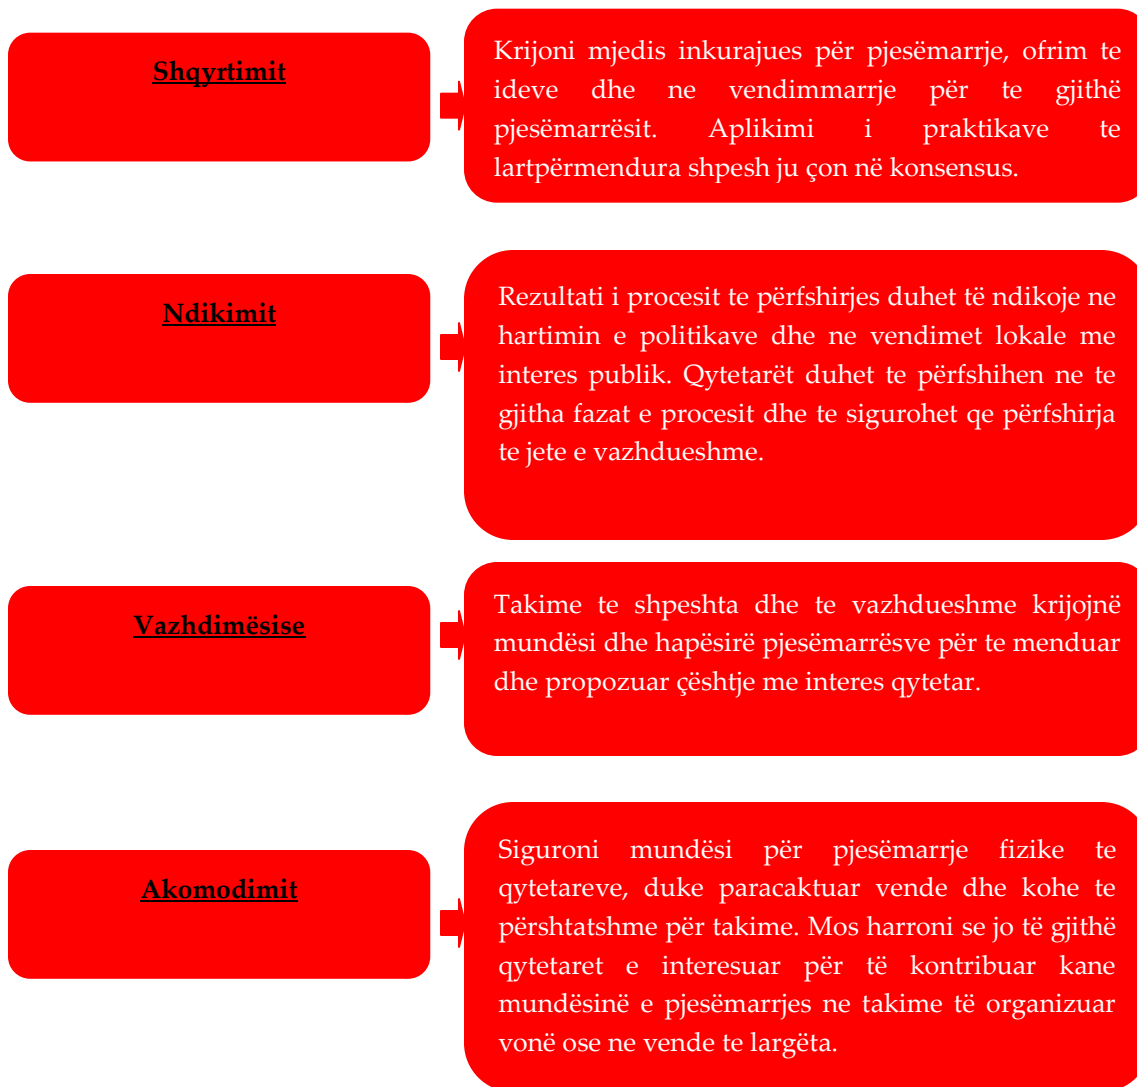 Shqyrtimit
Krijoni mjedis inkurajues për pjesëmarrje, ofrim te
ideve dhe ne vendimmarrje për te gjithë
pjesëmarrësit. Aplikimi i praktikave te
lartpërmendura shpesh ju çon në konsensus.
Ndikimit
Rezultati i procesit te përfshirjes duhet të ndikoje ne
hartimin e politikave dhe ne vendimet lokale me
interes publik. Qytetarët duhet te përfshihen ne te
gjitha fazat e procesit dhe te sigurohet qe përfshirja
te jete e vazhdueshme.
Vazhdimësise
Takime te shpeshta dhe te vazhdueshme krijojnë
mundësi dhe hapësirë pjesëmarrësve për te menduar
dhe propozuar çështje me interes qytetar.
Akomodimit
Siguroni mundësi për pjesëmarrje fizike te
qytetareve, duke paracaktuar vende dhe kohe te
përshtatshme për takime. Mos harroni se jo të gjithë
qytetaret e interesuar për të kontribuar kane
mundësinë e pjesëmarrjes ne takime të organizuar
vonë ose ne vende te largëta.